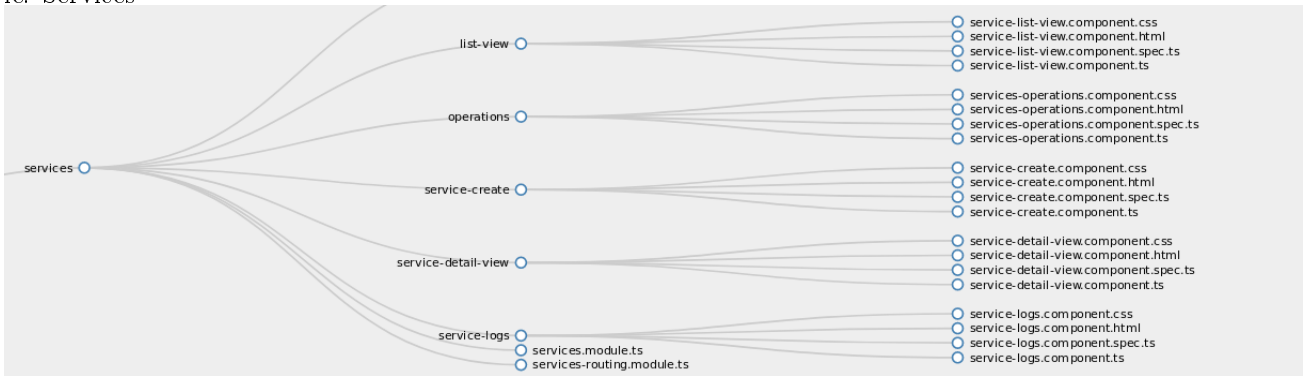 services
list-view
service-list-view.component.css
service-list-view.component.html
service-list-view.component.spec.ts
service-list-view.component.ts
operations
services-operations.component.css
services-operations.component.html
services-operations.component.spec.ts
services-operations.component.ts
service-create
service-create.component.css
service-create.component.html
service-create.component.spec.ts
service-create.component.ts
service-detail-view
service-detail-view.component.css
service-detail-view.component.html
service-detail-view.component.spec.ts
service-detail-view.component.ts
service-logs
service-logs.component.css
service-logs.component.html
service-logs.component.spec.ts
service-logs.component.ts
services.module.ts
services-routing.module.ts